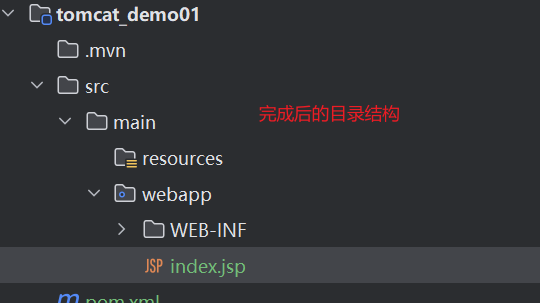 tomcat_demo01
.mvn
src
main
完成后的目录结构
resources
webapp
WEB-INF
JSP index.jsp
pom.xml